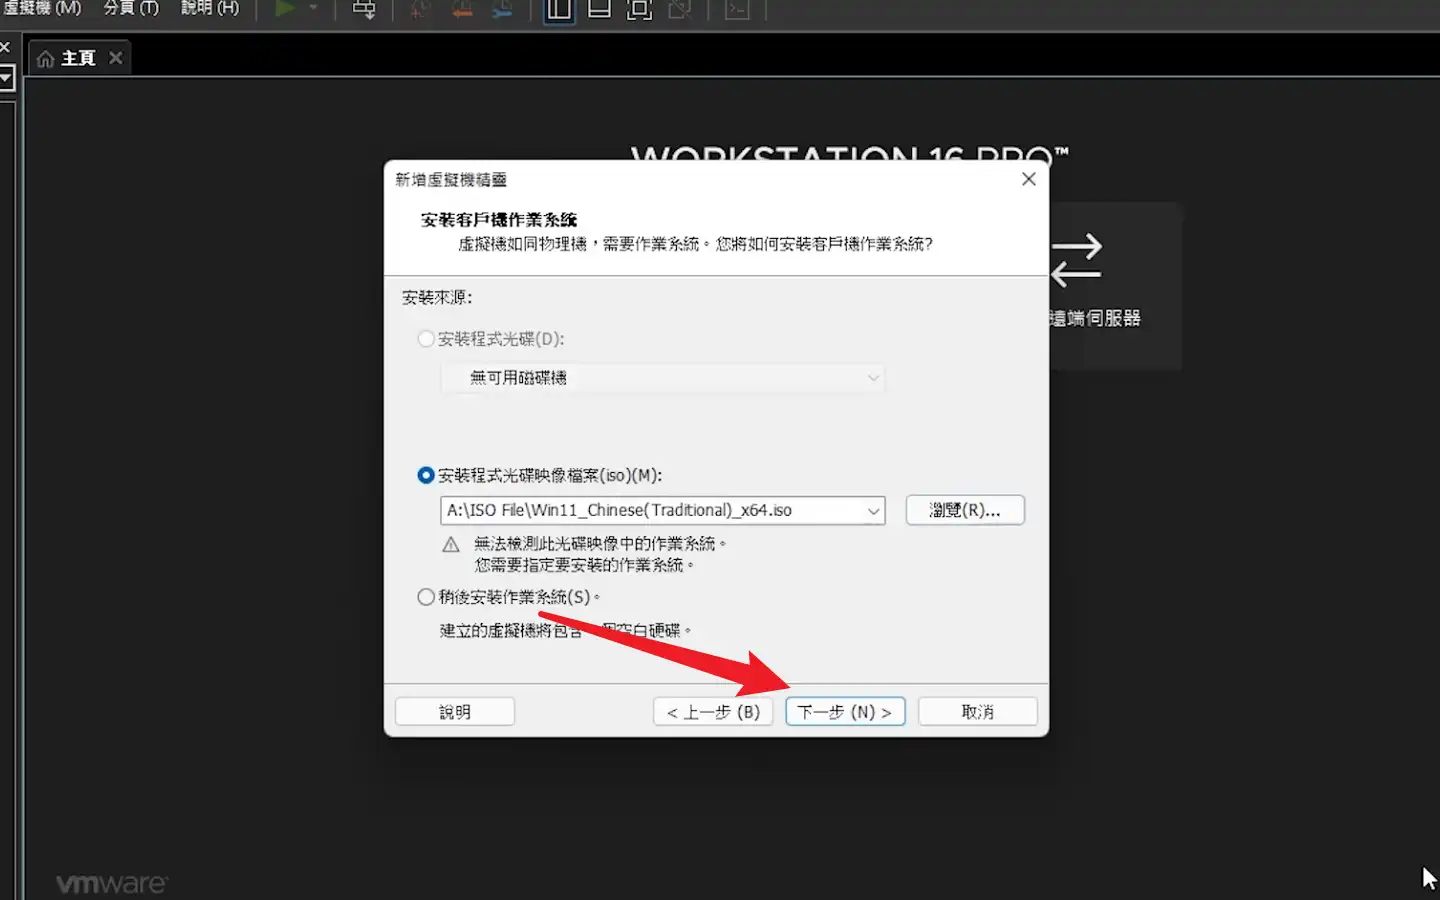 虛擬機 (M) 分頁 (T) 說明 (H)
主頁
WORKSTATION 16 PRO™
新增虛擬機精靈
安裝客戶機作業系統
虛擬機如同物理機，需要作業系統。您將如何安裝客戶機作業系統?
遠端伺服器
安裝來源:
安裝程式光碟(D):
無可用磁碟機
安裝程式光碟映像檔案(iso)(M):
A:\ISO File\Win11_Chinese(Traditional)_x64.iso
瀏覽(R)...
無法檢測此光碟映像中的作業系統。
您需要指定要安裝的作業系統。
稍後安裝作業系統(S)。
建立的虛擬機將包含一個空白硬碟。
說明
< 上一步 (B)
下一步 (N) >
取消
vmware